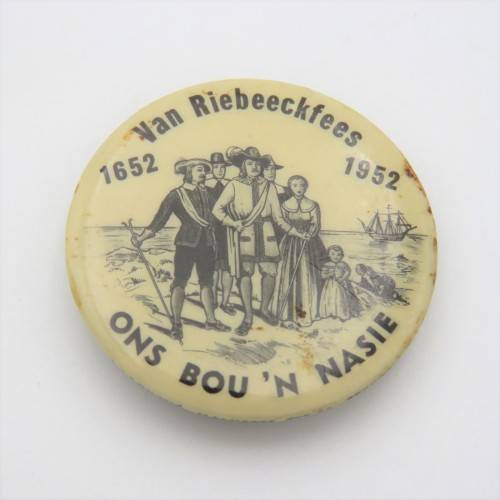 Van Riebeeckfees
1652 1952
ONS BOU 'N NASIE